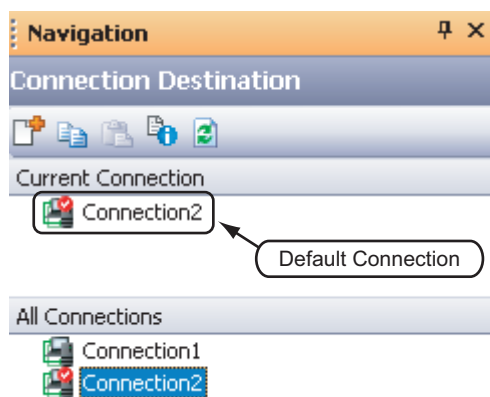 Navigation
Connection Destination
Current Connection
Connection2
Default Connection
All Connections
Connection1
Connection2